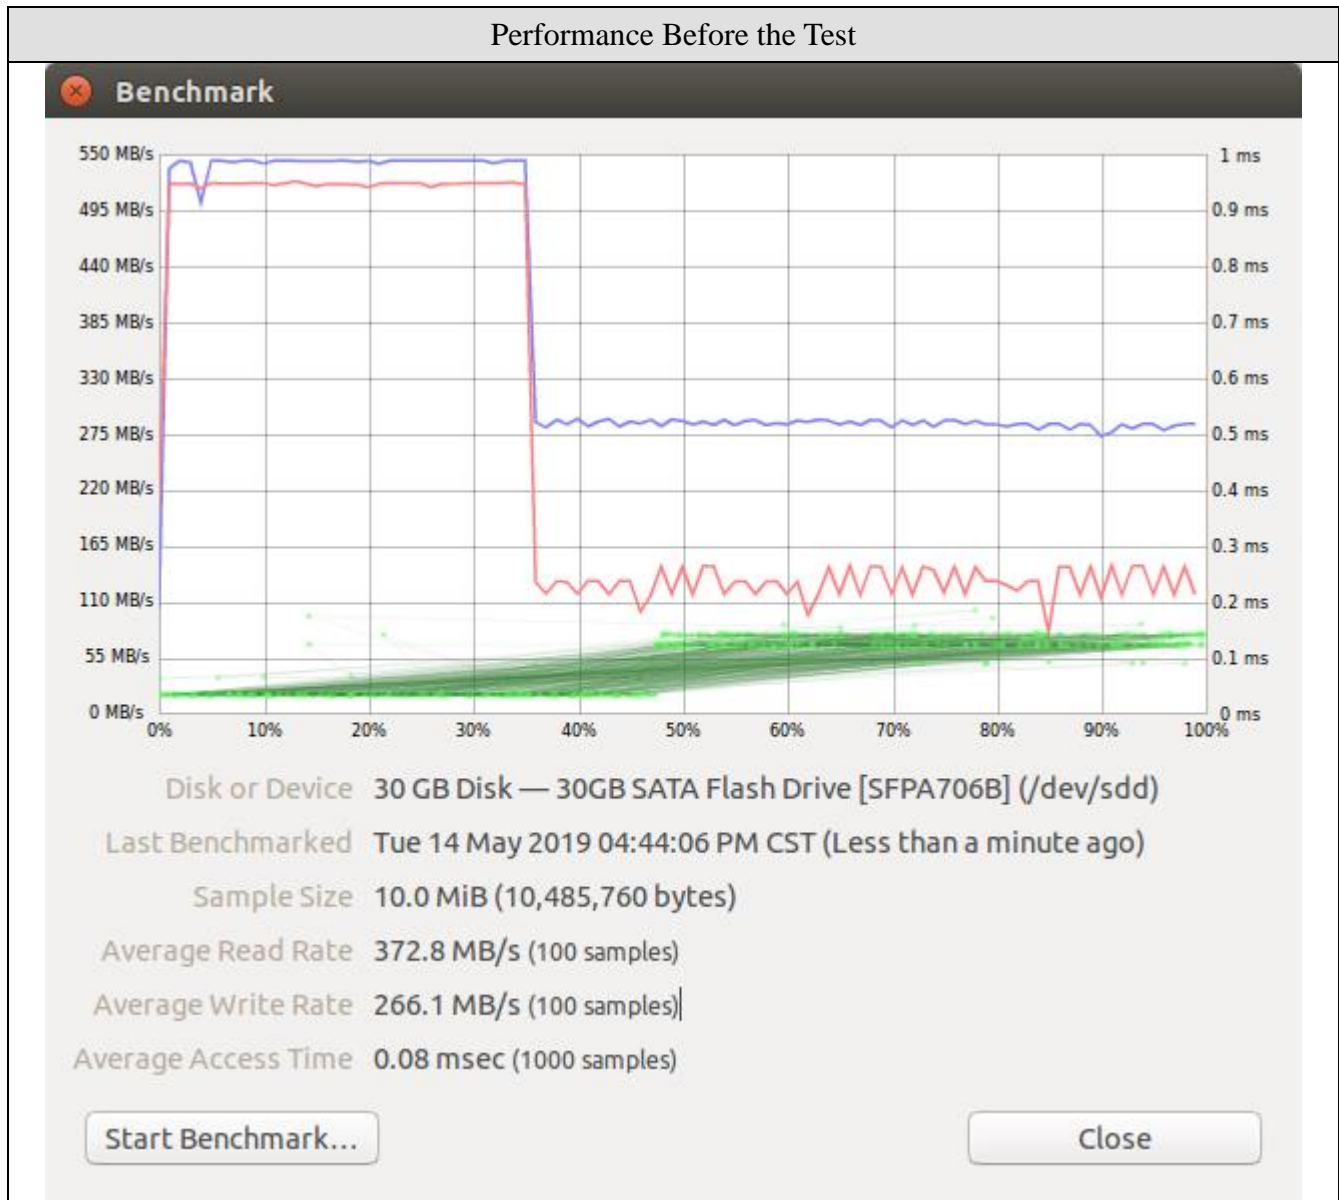 Performance Before the Test
Benchmark
550 MB/s
495 MB/s
440 MB/s
385 MB/s
330 MB/s
275 MB/s
220 MB/s
165 MB/s
110 MB/s
55 MB/s
0 MB/s
1 ms
0.9 ms
0.8 ms
0.7 ms
0.6 ms
0.5 ms
0.4 ms
0.3 ms
0.2 ms
0.1 ms
0 ms
0% 10% 20% 30% 40% 50% 60% 70% 80% 90% 100%
Disk or Device 30 GB Disk — 30GB SATA Flash Drive [SFPA706B] (/dev/sdd)
Last Benchmarked Tue 14 May 2019 04:44:06 PM CST (Less than a minute ago)
Sample Size 10.0 MiB (10,485,760 bytes)
Average Read Rate 372.8 MB/s (100 samples)
Average Write Rate 266.1 MB/s (100 samples)
Average Access Time 0.08 msec (1000 samples)
Start Benchmark... Close